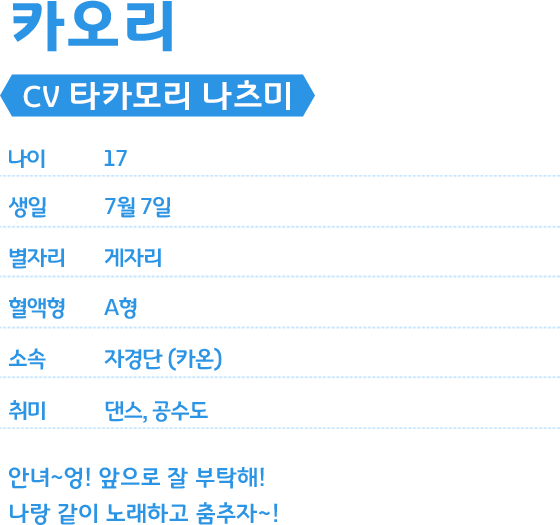 카오리
CV 타카모리 나츠미
나이 17
생일 7월 7일
별자리 게자리
혈액형 A형
소속 자경단 (카온)
취미 댄스, 공수도
안녀~엉! 앞으로 잘 부탁해!
나랑 같이 노래하고 춤추자~!